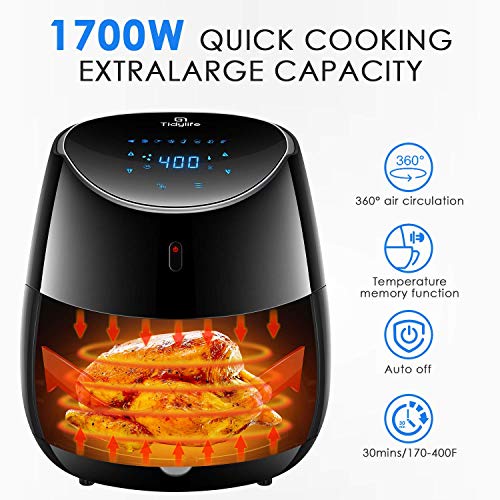 1700W QUICK COOKING
EXTRALARGE CAPACITY
Tidylife
400
360°
360° air circulation
Temperature
memory function
Auto off
30mins/170-400F